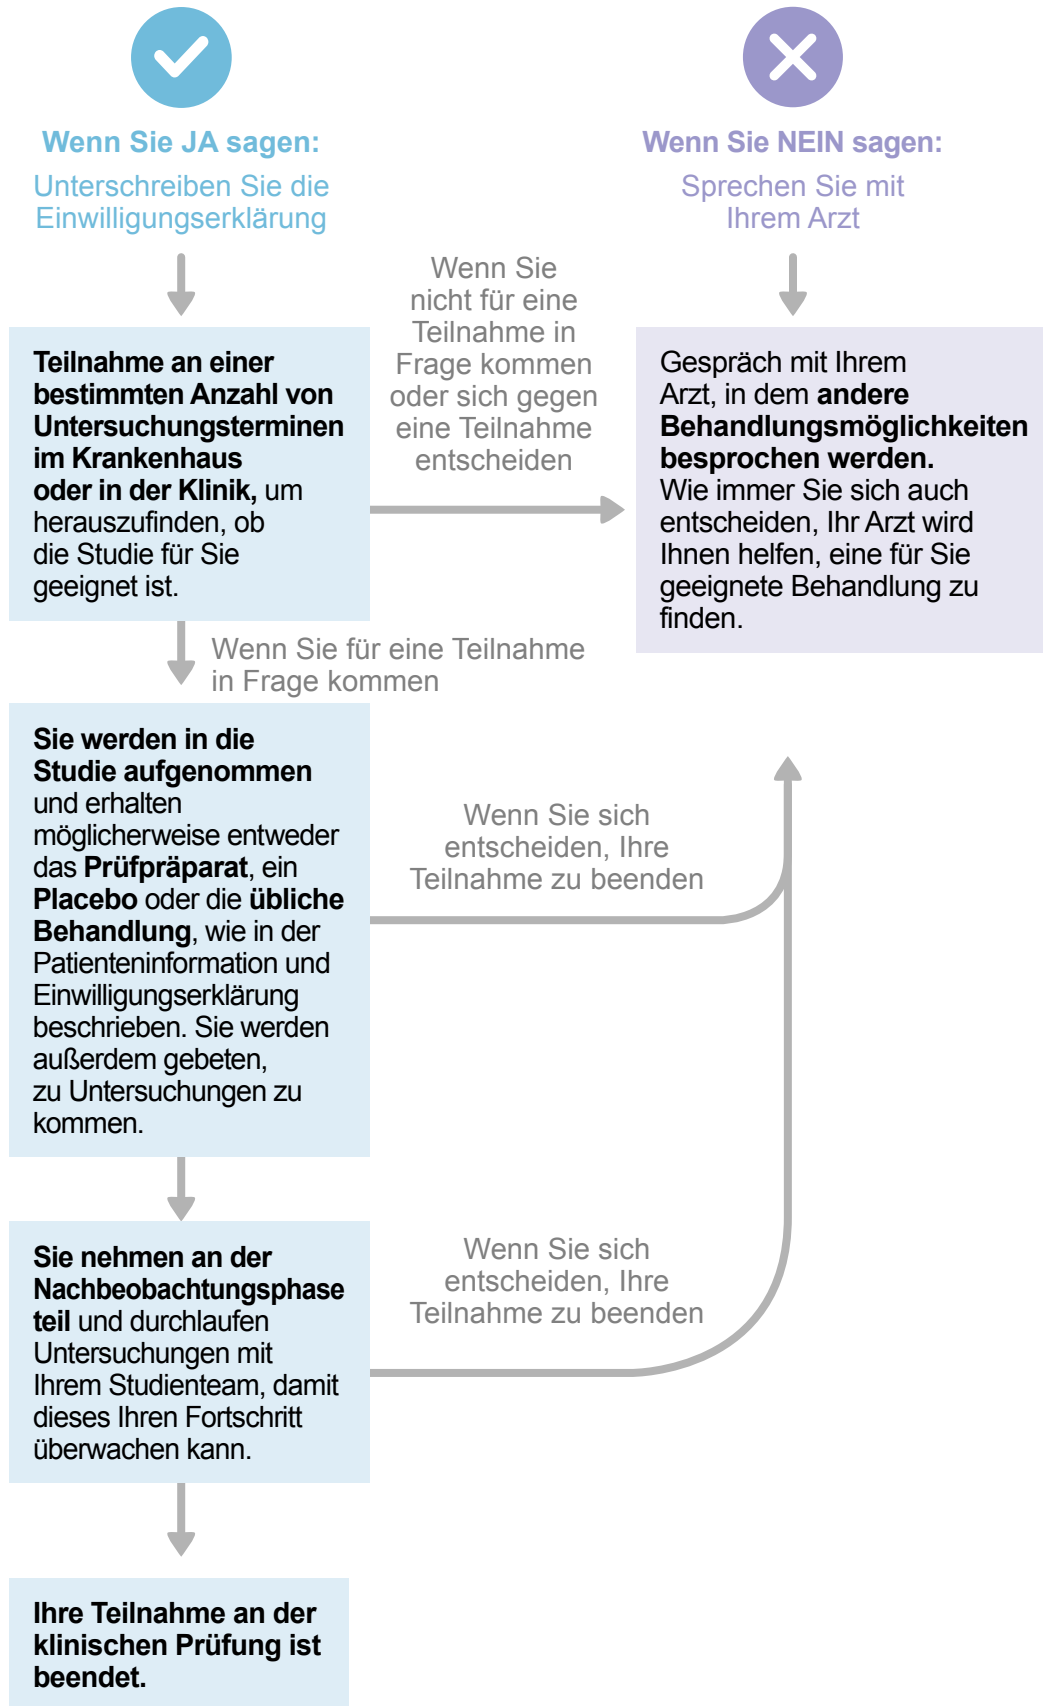 Wenn Sie JA sagen:
Unterschreiben Sie die
Einwilligungserklärung
Wenn Sie NEIN sagen:
Sprechen Sie mit
Ihrem Arzt
Teilnahme an einer
bestimmten Anzahl von
Untersuchungsterminen
im Krankenhaus
oder in der Klinik, um
herauszufinden, ob
die Studie für Sie
geeignet ist.
Wenn Sie
nicht für eine
Teilnahme in
Frage kommen
oder sich gegen
eine Teilnahme
entscheiden
Gespräch mit Ihrem
Arzt, in dem andere
Behandlungsmöglichkeiten
besprochen werden.
Wie immer Sie sich auch
entscheiden, Ihr Arzt wird
Ihnen helfen, eine für Sie
geeignete Behandlung zu
finden.
Wenn Sie für eine Teilnahme
in Frage kommen
Sie werden in die
Studie aufgenommen
und erhalten
möglicherweise entweder
das Prüfpräparat, ein
Placebo oder die übliche
Behandlung, wie in der
Patienteninformation und
Einwilligungserklärung
beschrieben. Sie werden
außerdem gebeten,
zu Untersuchungen zu
kommen.
Wenn Sie sich
entscheiden, Ihre
Teilnahme zu beenden
Sie nehmen an der
Nachbeobachtungsphase
teil und durchlaufen
Untersuchungen mit
Ihrem Studienteam, damit
dieses Ihren Fortschritt
überwachen kann.
Wenn Sie sich
entscheiden, Ihre
Teilnahme zu beenden
Ihre Teilnahme an der
klinischen Prüfung ist
beendet.